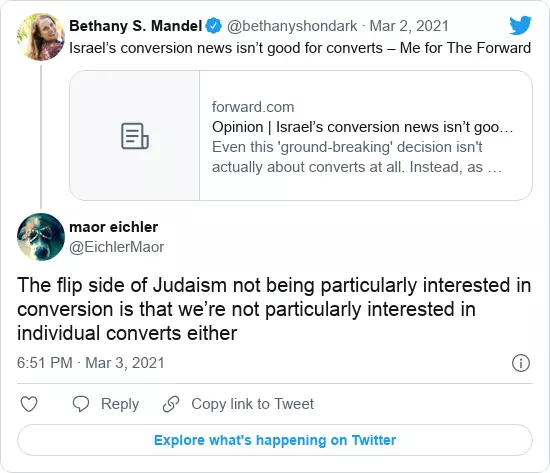 Bethany S. Mandel @bethanyshondark · Mar 2, 2021
Israel's conversion news isn't good for converts – Me for The Forward
forward.com
Opinion | Israel's conversion news isn't goo…
Even this 'ground-breaking' decision isn't
actually about converts at all. Instead, as …
maor eichler
@EichlerMaor
The flip side of Judaism not being particularly interested in
conversion is that we're not particularly interested in
individual converts either
6:51 PM · Mar 3, 2021
Reply
Copy link to Tweet
Explore what's happening on Twitter